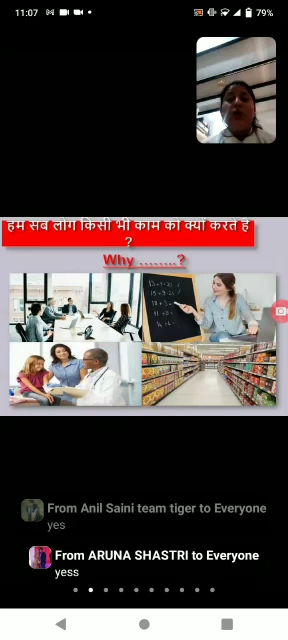 11:07
79%
हम सब लोग किसी भी काम को क्यों करते है
?
Why ........?
From Anil Saini team tiger to Everyone
yes
From ARUNA SHASTRI to Everyone
yess